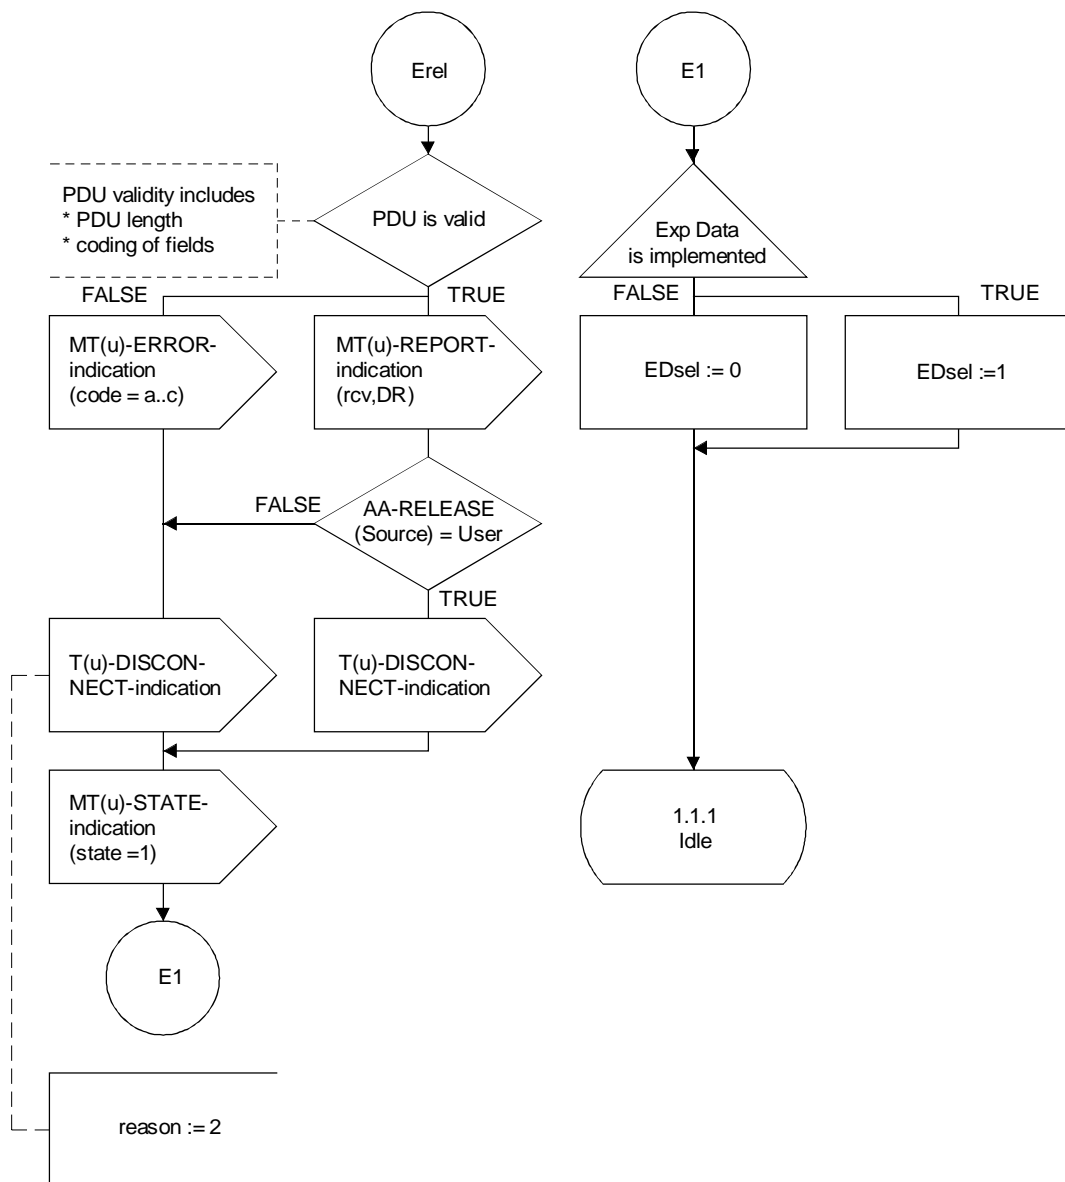 Erel
PDU validity includes
* PDU length
* coding of fields
PDU is valid
FALSE
TRUE
MT(u)-ERROR-
indication
(code = a..c)
MT(u)-REPORT-
indication
(rcv,DR)
FALSE
AA-RELEASE
(Source) = User
TRUE
T(u)-DISCON-
NECT-indication
T(u)-DISCON-
NECT-indication
MT(u)-STATE-
indication
(state =1)
E1
reason := 2
E1
Exp Data
is implemented
FALSE
TRUE
EDsel := 0
EDsel :=1
1.1.1
Idle